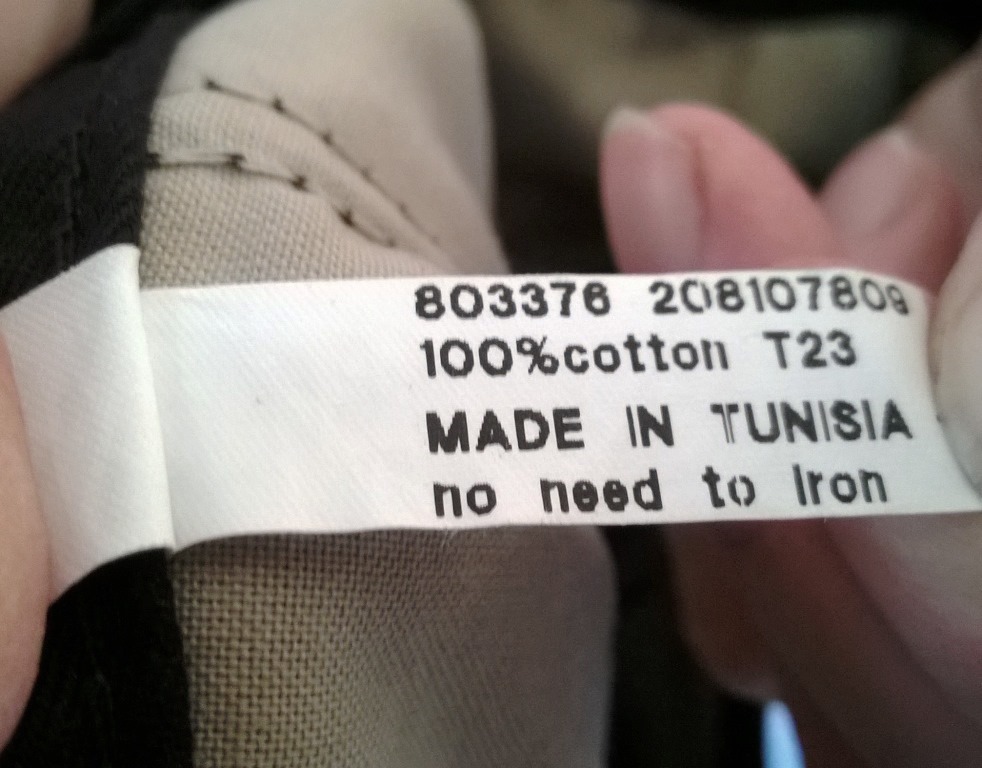 803376 208107809
100%cotton T23
MADE IN TUNISIA
no need to Iron